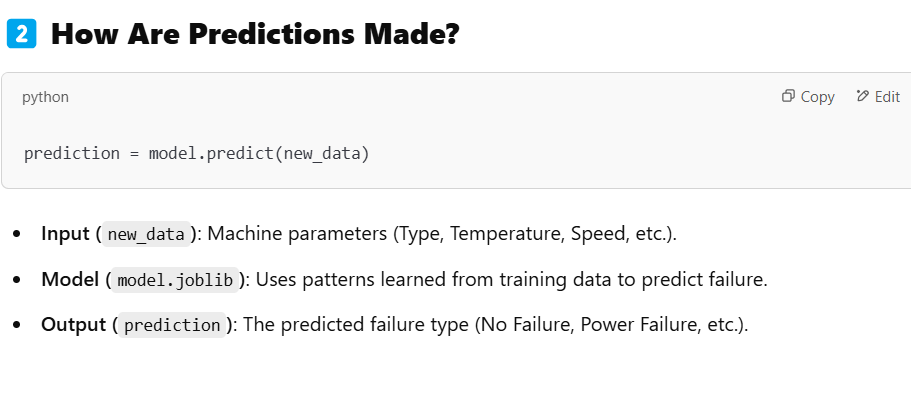 2 How Are Predictions Made?
python Copy Edit
prediction = model.predict(new_data)
• Input (new_data): Machine parameters (Type, Temperature, Speed, etc.).
• Model (model.joblib): Uses patterns learned from training data to predict failure.
• Output (prediction): The predicted failure type (No Failure, Power Failure, etc.).